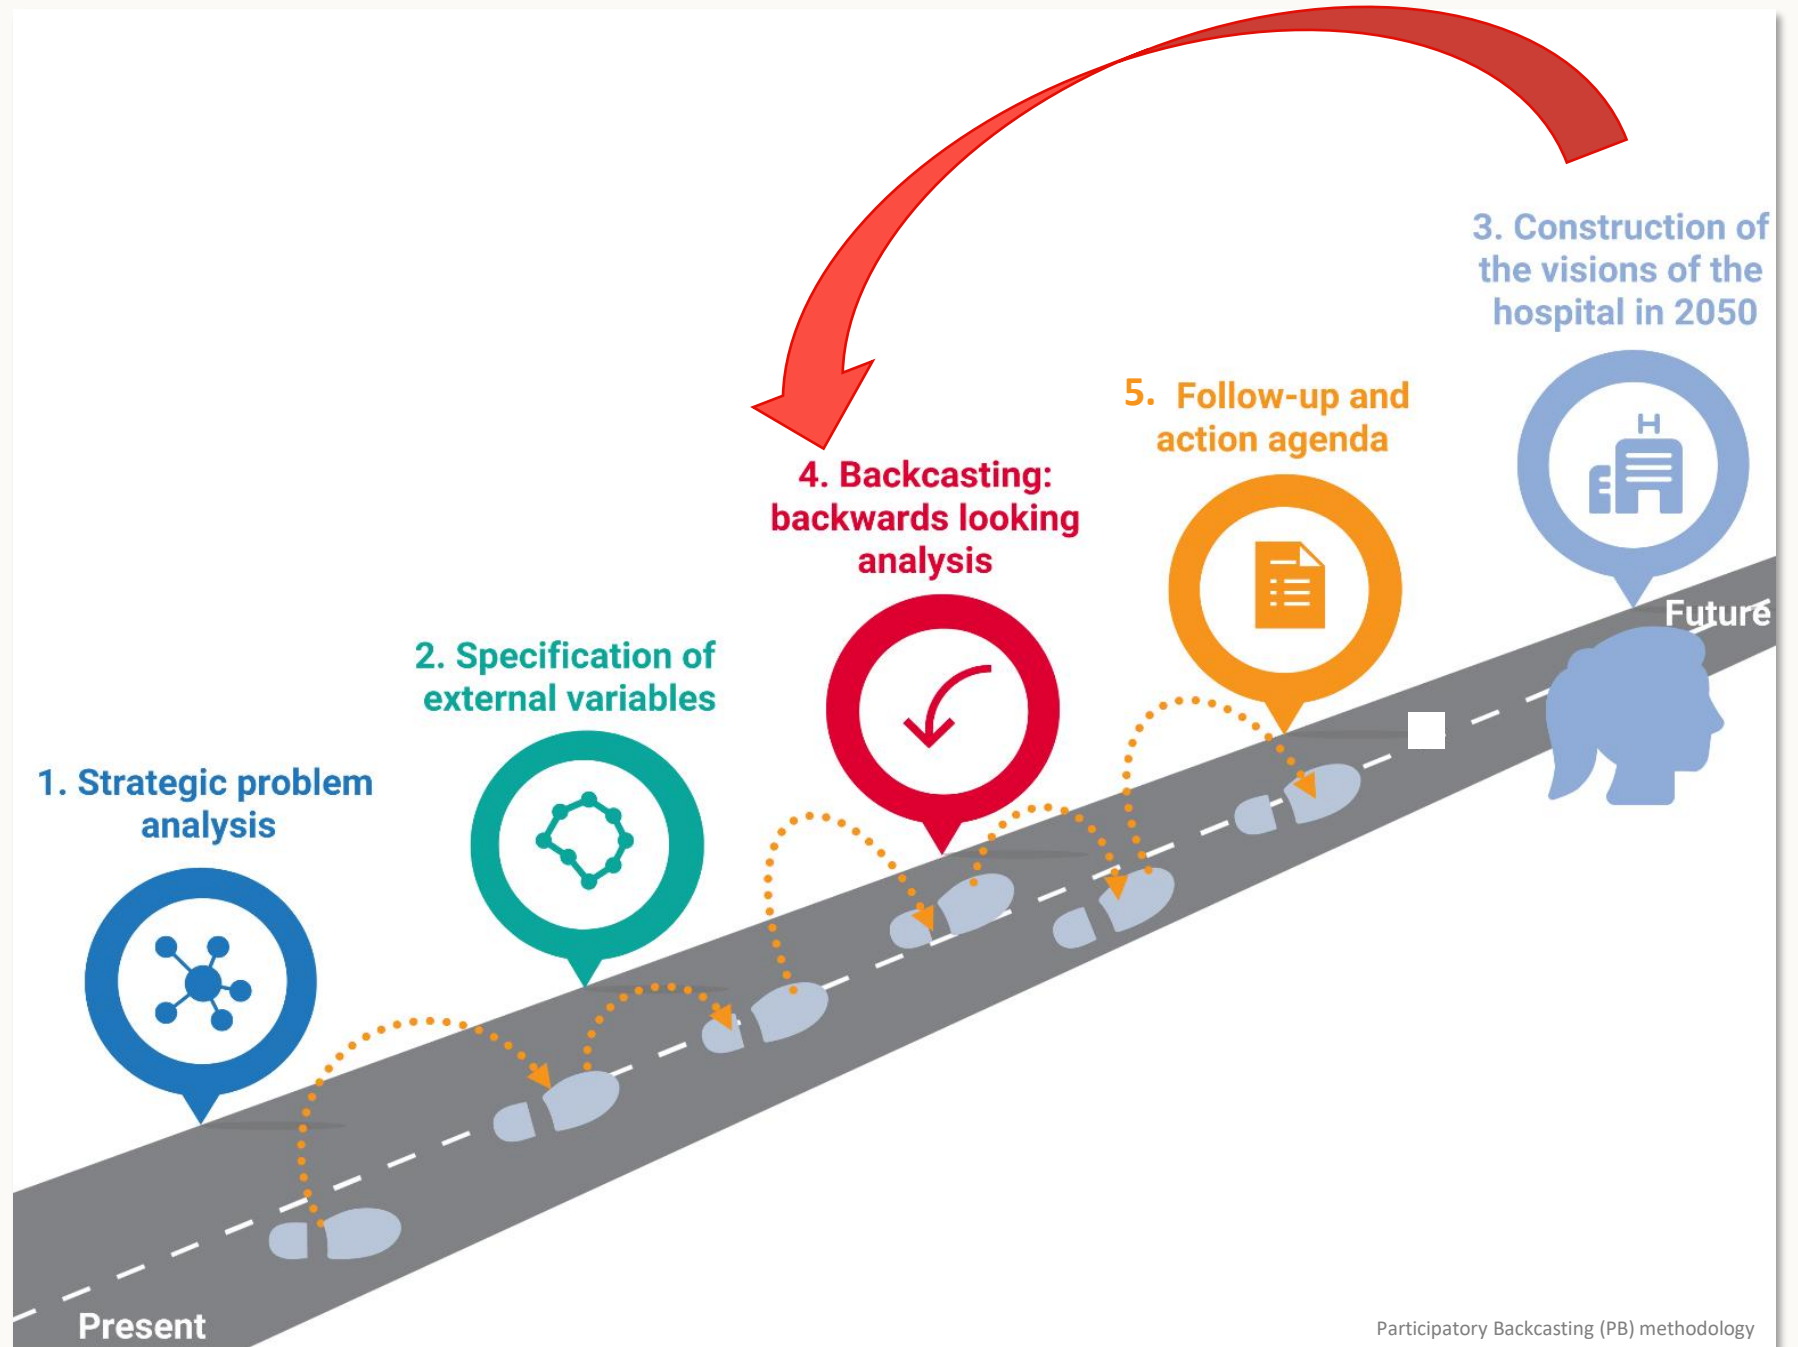 3. Construction of
the visions of the
hospital in 2050
H
5. Follow-up and
action agenda
4. Backcasting:
backwards looking
analysis
Future
2. Specification of
external variables
1. Strategic problem
analysis
Present
Participatory Backcasting (PB) methodology